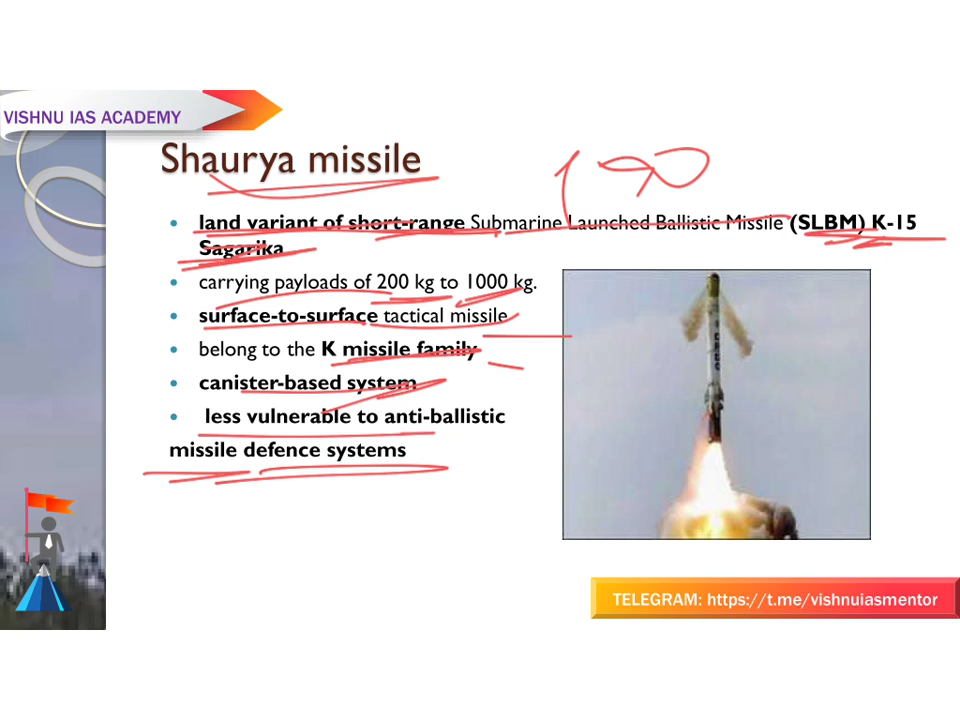 VISHNU IAS ACADEMY
Shaurya missile
land variant of short-range Submarine Launched Ballistic Missile (SLBM) K-15
Sagarika
carrying payloads of 200 kg to 1000 kg.
surface-to-surface tactical missile
belong to the K missile family
canister-based system
less vulnerable to anti-ballistic
missile defence systems
TELEGRAM: https://t.me/vishnuiasmentor